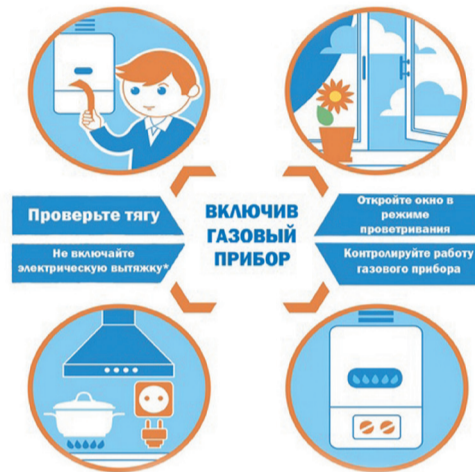 Проверьте тягу
Не включайте
электрическую вытяжку*
ВКЛЮЧИВ
ГАЗОВЫЙ
ПРИБОР
Откройте окно в
режиме
проветривания
Контролируйте работу
газового прибора